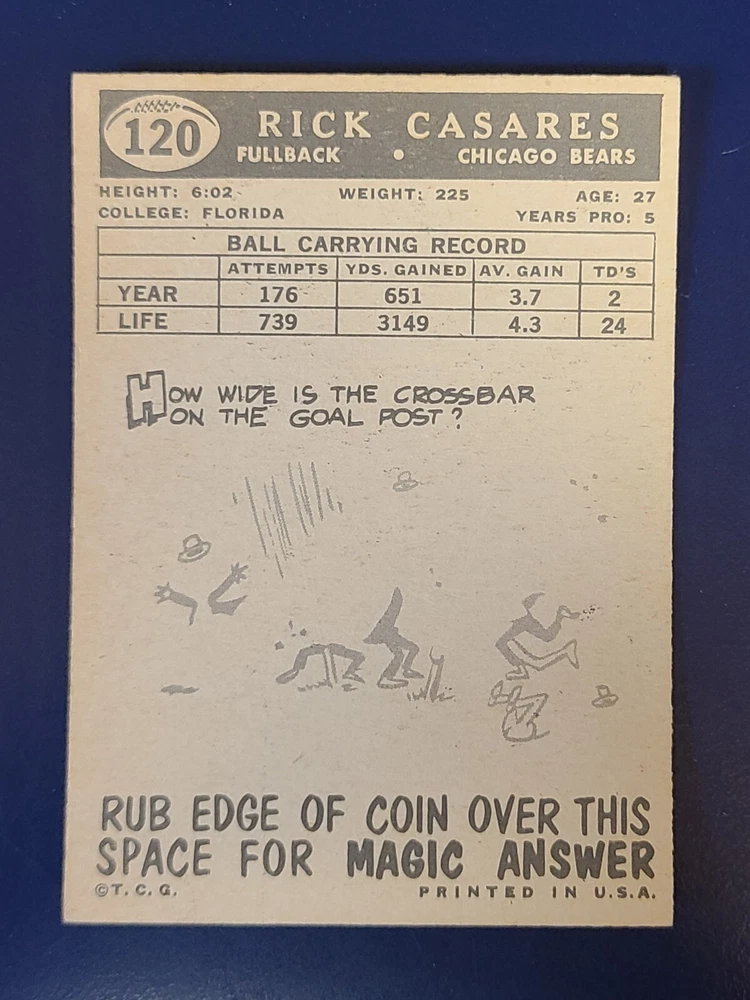 120 RICK CASARES
FULLBACK • CHICAGO BEARS
HEIGHT: 6:02 WEIGHT: 225 AGE: 27
COLLEGE: FLORIDA YEARS PRO: 5
BALL CARRYING RECORD
ATTEMPTS YDS. GAINED AV. GAIN TD'S
YEAR 176 651 3.7 2
LIFE 739 3149 4.3 24
HOW WIDE IS THE CROSSBAR
ON THE GOAL POST?
RUB EDGE OF COIN OVER THIS
SPACE FOR MAGIC ANSWER
©T.C.G. PRINTED IN U.S.A.